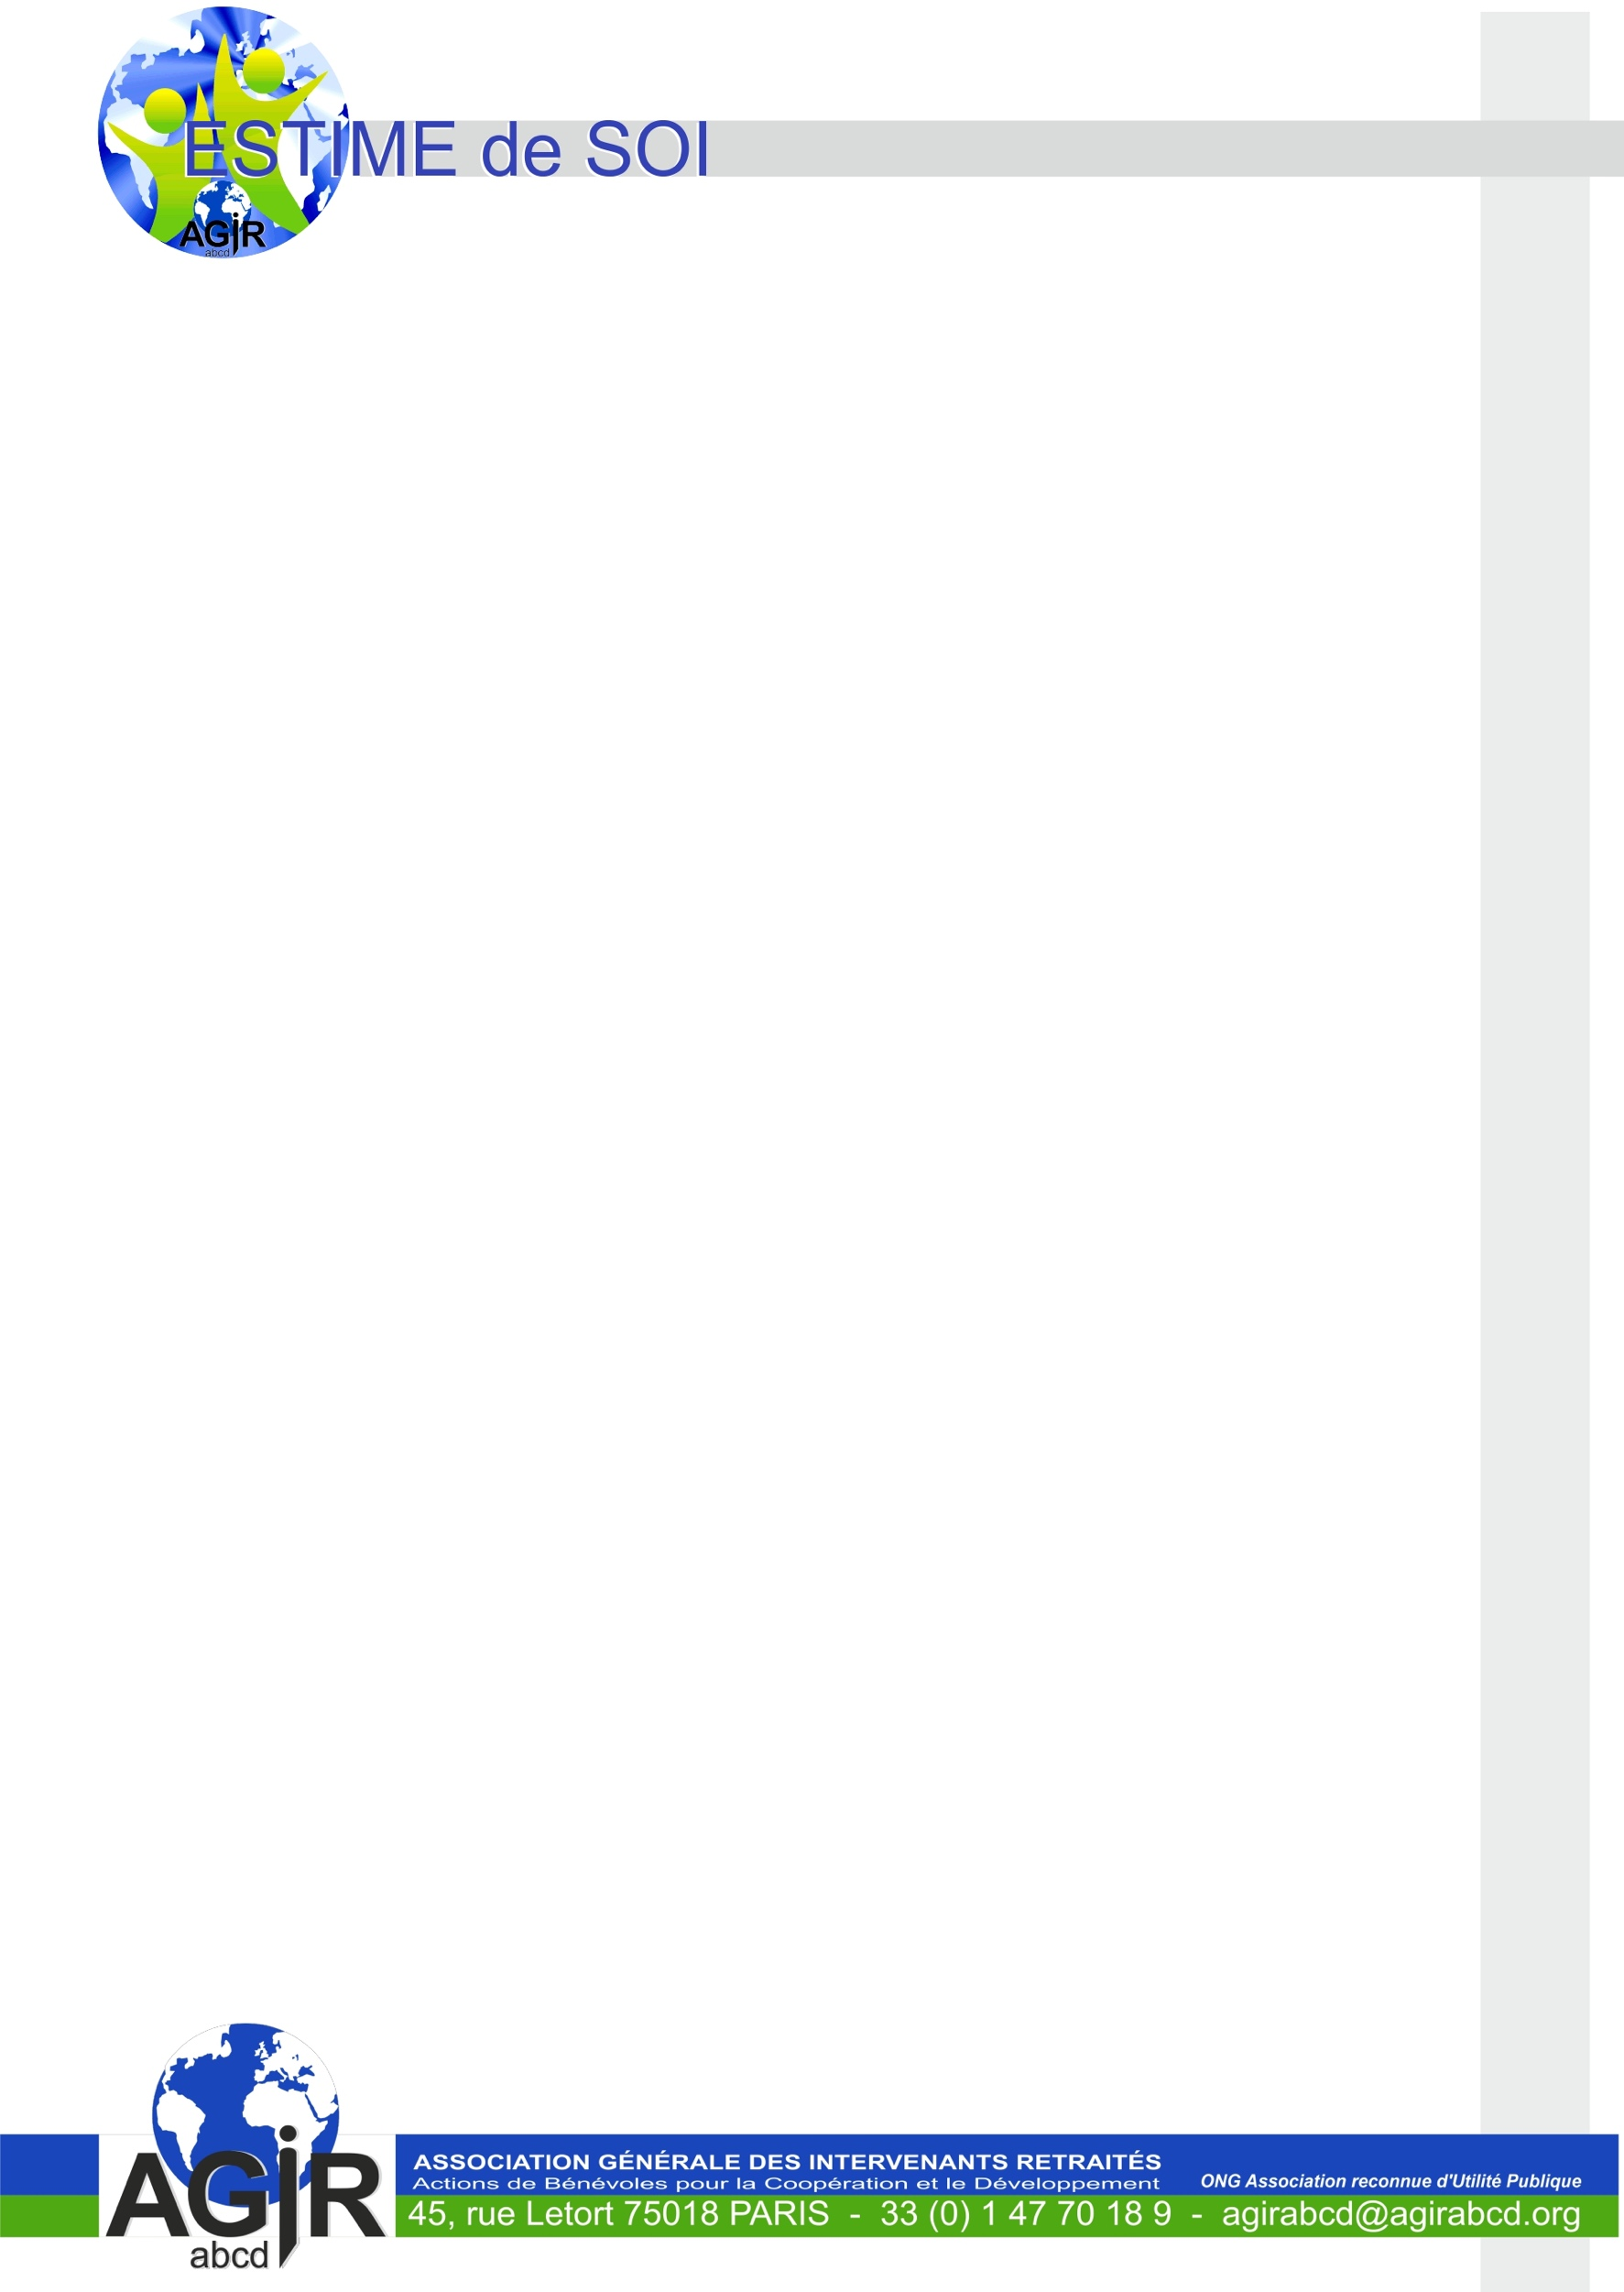 ESTIME de SOI
AGIR
abcd
ASSOCIATION GÉNÉRALE DES INTERVENANTS RETRAITÉS
Actions de Bénévoles pour la Coopération et le Développement
ONG Association reconnue d'Utilité Publique
45, rue Letort 75018 PARIS - 33 (0) 1 47 70 18 9 - agirabcd@agirabcd.org
AGIR
abcd